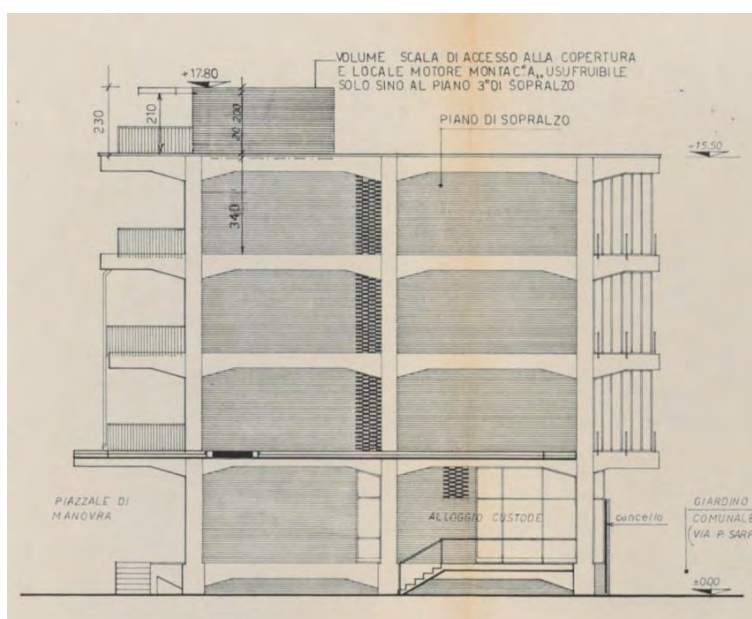 VOLUME SCALA DI ACCESSO ALLA COPERTURA
E LOCALE MOTORE MONTAC"A,, USUFRUIBILE
SOLO SINO AL PIANO 3° DI SOPRALZO
+17.80
230
210
20 200
PIANO DI SOPRALZO
+15,50
340
PIAZZALE DI
MANOVRA
ALLOGGIO CUSTODE
cancello
GIARDINO
COMUNALE
(VIA P. SARP
±0.00